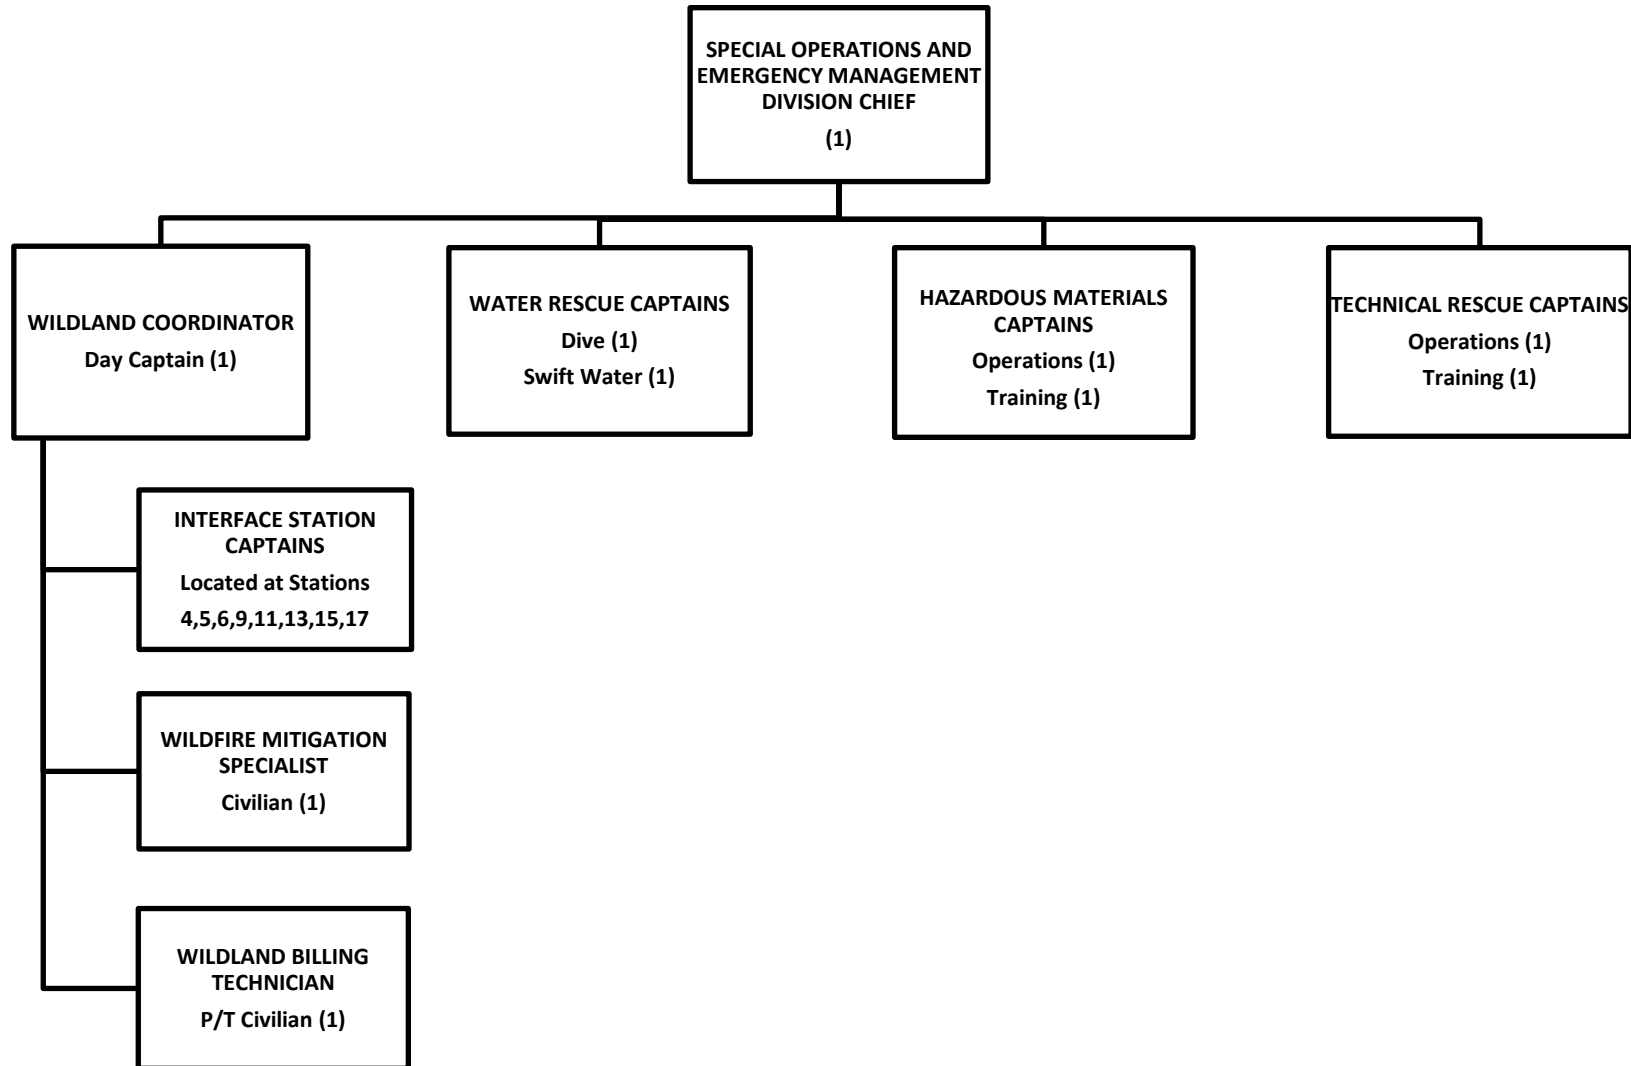 SPECIAL OPERATIONS AND
EMERGENCY MANAGEMENT
DIVISION CHIEF
(1)
WILDLAND COORDINATOR
Day Captain (1)
WATER RESCUE CAPTAINS
Dive (1)
Swift Water (1)
HAZARDOUS MATERIALS
CAPTAINS
Operations (1)
Training (1)
TECHNICAL RESCUE CAPTAINS
Operations (1)
Training (1)
INTERFACE STATION
CAPTAINS
Located at Stations
4,5,6,9,11,13,15,17
WILDFIRE MITIGATION
SPECIALIST
Civilian (1)
WILDLAND BILLING
TECHNICIAN
P/T Civilian (1)